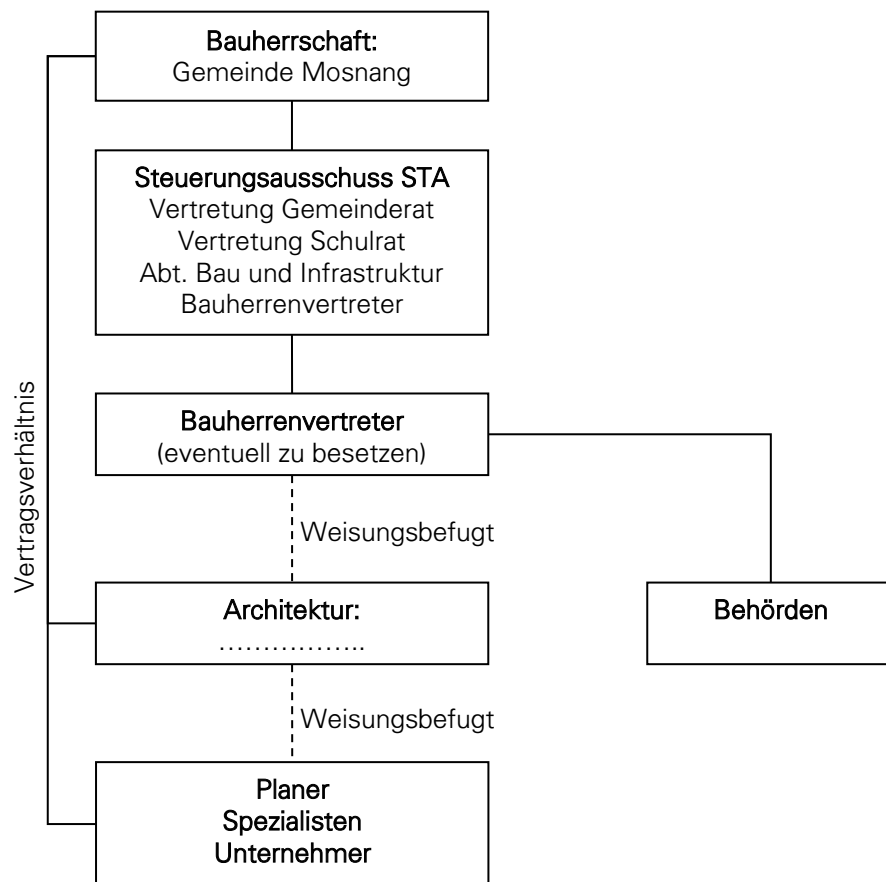 Bauherrschaft:
Gemeinde Mosnang
Steuerungsausschuss STA
Vertretung Gemeinderat
Vertretung Schulrat
Abt. Bau und Infrastruktur
Bauherrenvertreter
Vertragsverhältnis
Bauherrenvertreter
(eventuell zu besetzen)
Weisungsbefugt
Architektur:
……………..
Behörden
Weisungsbefugt
Planer
Spezialisten
Unternehmer